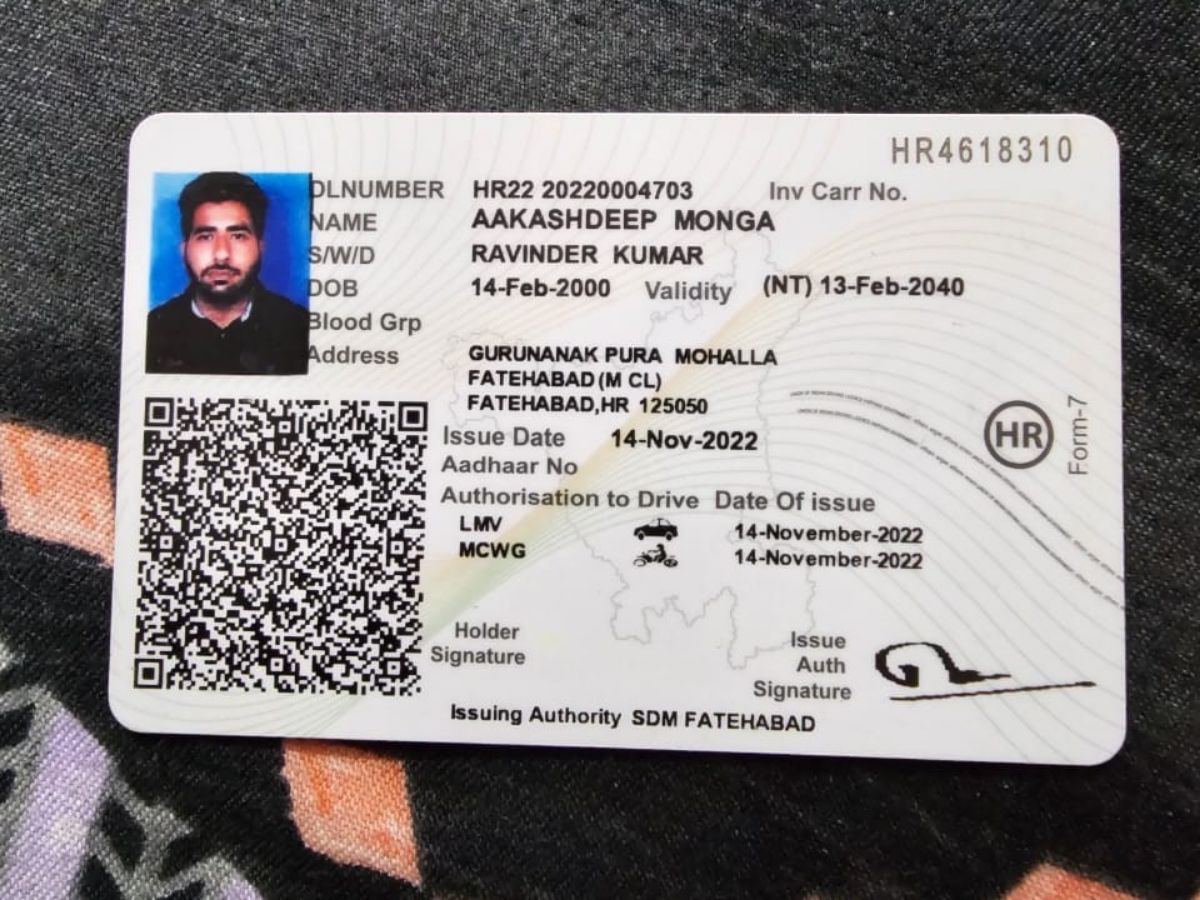 HR4618310
DLNUMBER HR22 20220004703 Inv Carr No.
NAME AAKASHDEEP MONGA
S/W/D RAVINDER KUMAR
DOB 14-Feb-2000 Validity (NT) 13-Feb-2040
Blood Grp
Address GURUNANAK PURA MOHALLA
FATEHABAD(M CL)
FATEHABAD,HR 125050
Issue Date 14-Nov-2022
Aadhaar No
Authorisation to Drive Date Of issue
LMV 14-November-2022
MCWG 14-November-2022
HR
Form-7
Holder
Signature
Issue
Auth
Signature
Issuing Authority SDM FATEHABAD